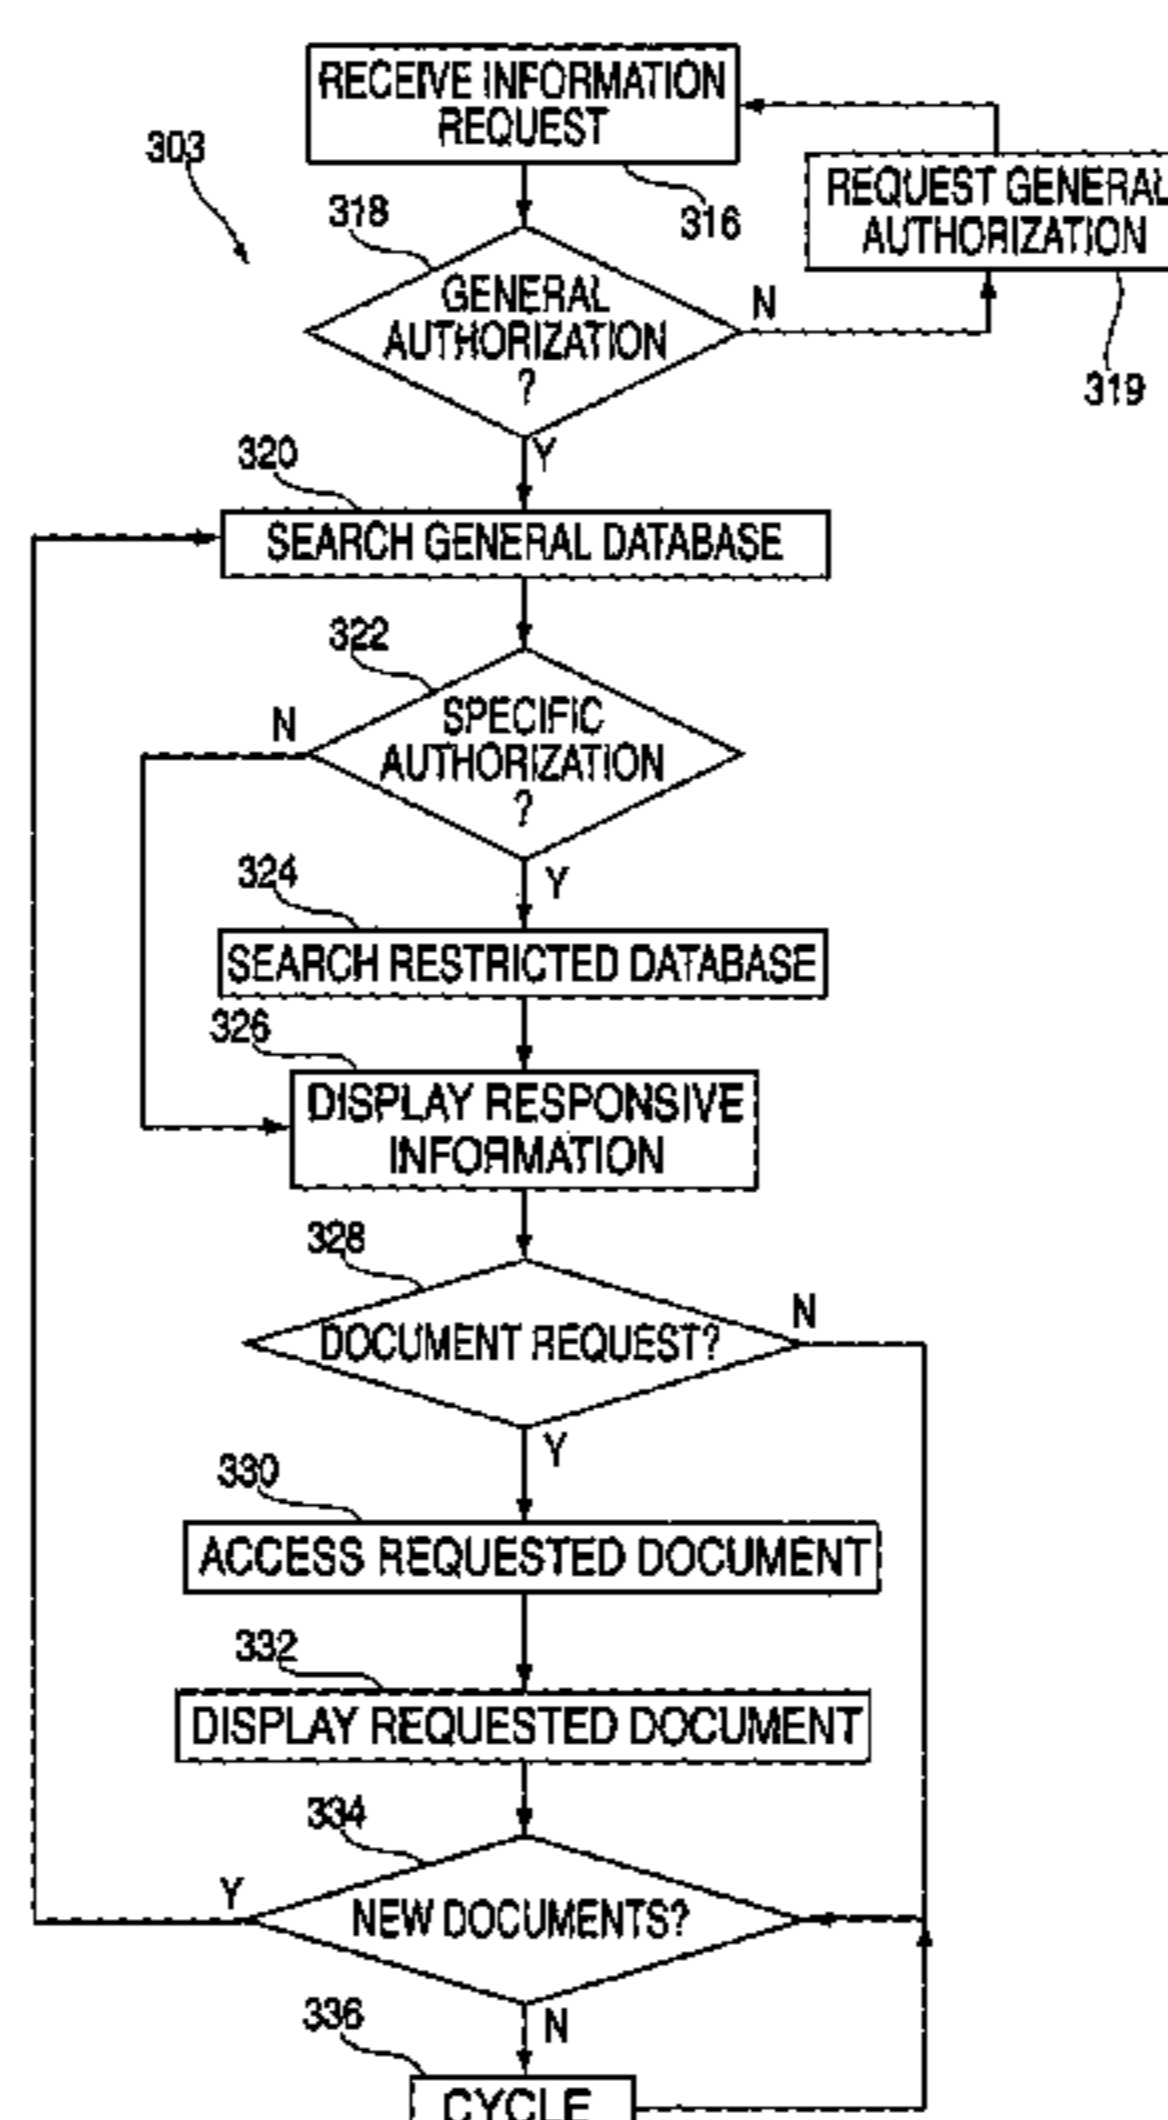 RECEIVE INFORMATION
REQUEST
303
318
316
REQUEST GENERAL
AUTHORIZATION
GENERAL
AUTHORIZATION
?
N
319
Y
320
SEARCH GENERAL DATABASE
322
N
SPECIFIC
AUTHORIZATION
?
Y
324
SEARCH RESTRICTED DATABASE
326
DISPLAY RESPONSIVE
INFORMATION
328
N
DOCUMENT REQUEST?
Y
330
ACCESS REQUESTED DOCUMENT
332
DISPLAY REQUESTED DOCUMENT
334
Y
NEW DOCUMENTS?
N
336
CYCLE